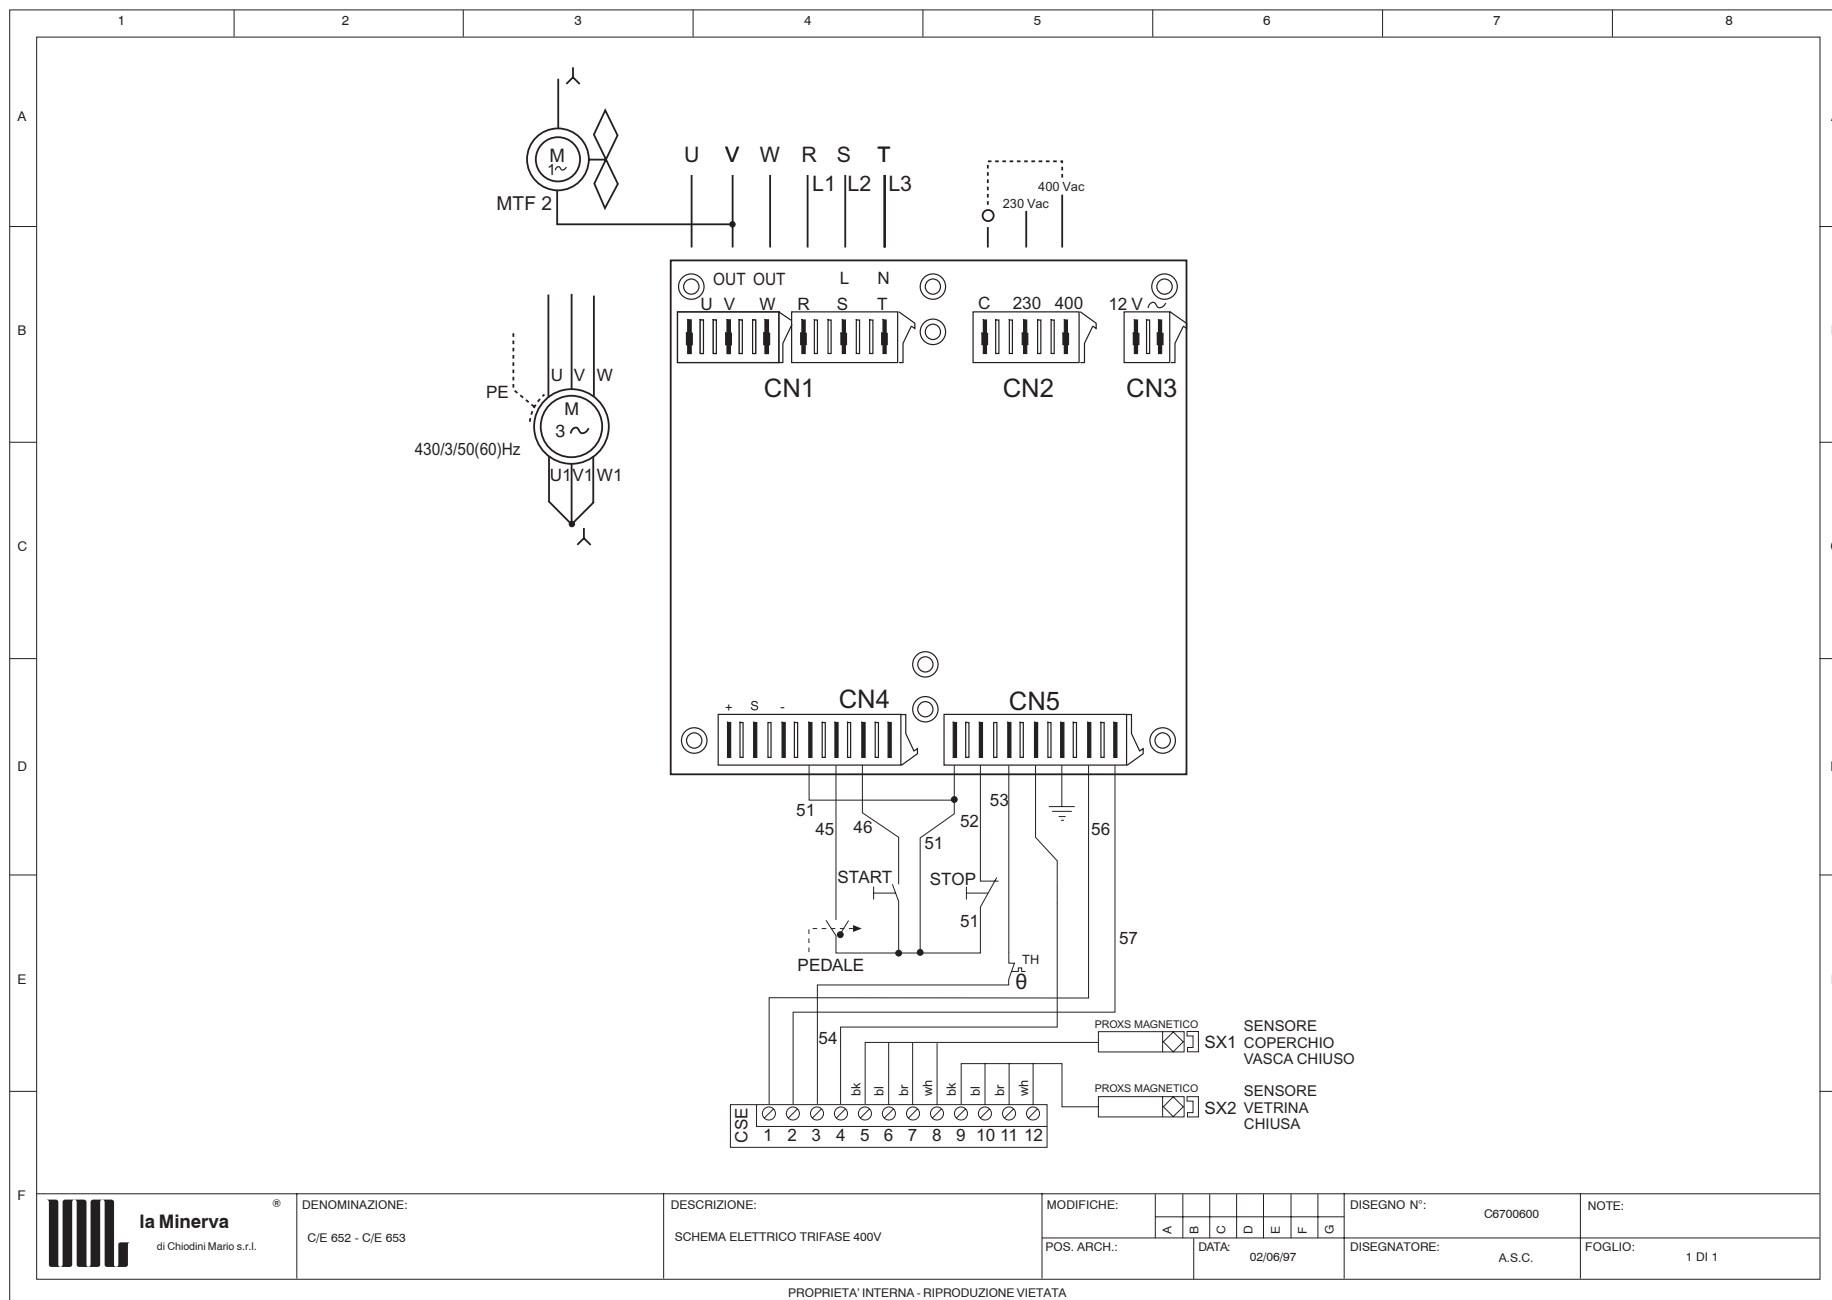 1 2 3 4 5 6 7 8
A
B
C
D
E
F
M
1~
MTF 2
U V W R S T
L1 L2 L3
400 Vac
230 Vac
OUT OUT L N
U V W R S T
C 230 400
12 V ~
CN1
CN2
CN3
PE
U V W
M
3 ~
430/3/50(60)Hz
U1 V1 W1
+ S -
CN4
CN5
51
45
46
51
52
53
56
START
STOP
51
57
PEDALE
TH
θ
54
PROXS MAGNETICO
SX1
SENSORE
COPERCHIO
VASCA CHIUSO
PROXS MAGNETICO
SX2
SENSORE
VETRINA
CHIUSA
bk bl br wh bk bl br wh
CSE
1 2 3 4 5 6 7 8 9 10 11 12
la Minerva ®
di Chiodini Mario s.r.l.
DENOMINAZIONE:
C/E 652 - C/E 653
DESCRIZIONE:
SCHEMA ELETTRICO TRIFASE 400V
MODIFICHE:
A B C D E F G
POS. ARCH.:
DATA:
02/06/97
DISEGNO N°:
C6700600
DISEGNATORE:
A.S.C.
NOTE:
FOGLIO:
1 DI 1
PROPRIETA' INTERNA - RIPRODUZIONE VIETATA